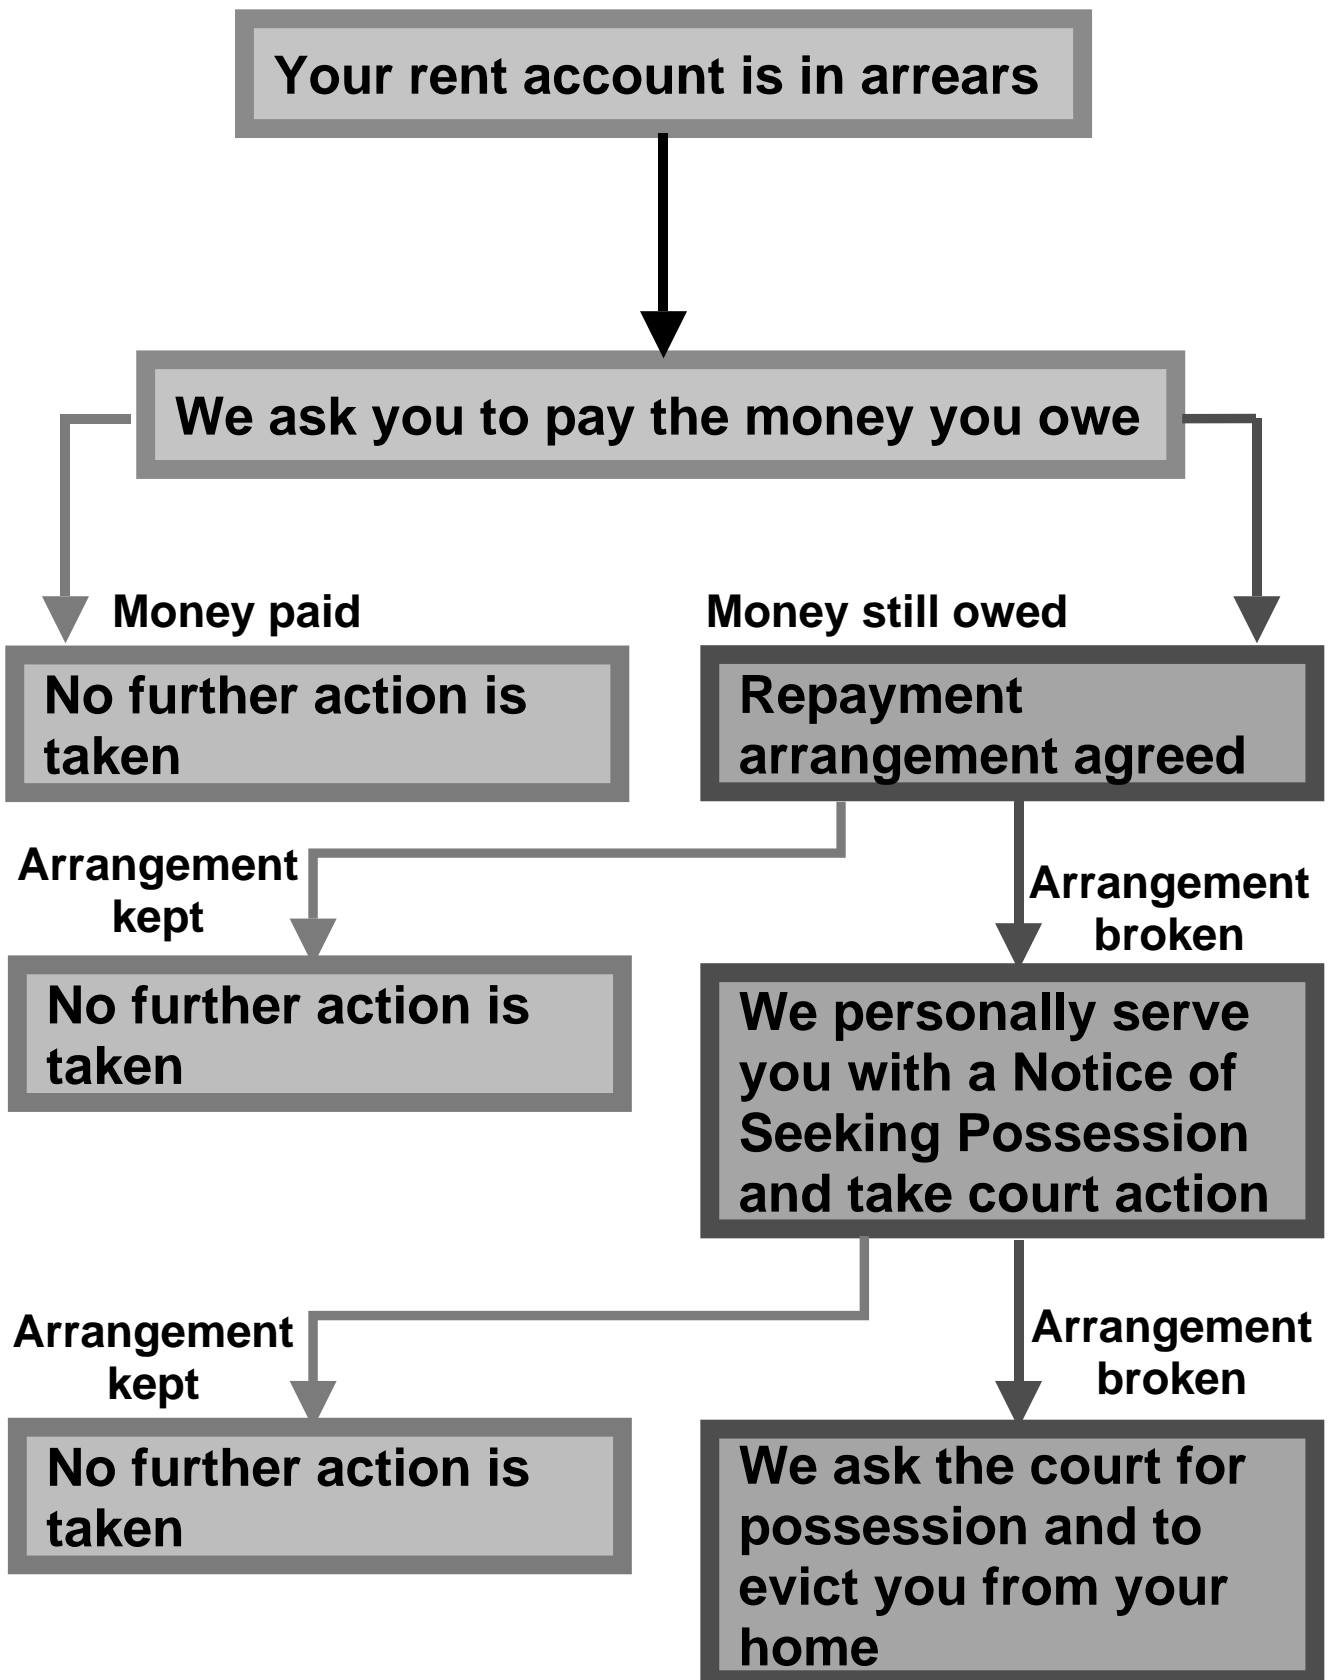 Your rent account is in arrears
We ask you to pay the money you owe
Money paid
No further action is
taken
Money still owed
Repayment
arrangement agreed
Arrangement
kept
No further action is
taken
Arrangement
broken
We personally serve
you with a Notice of
Seeking Possession
and take court action
Arrangement
kept
No further action is
taken
Arrangement
broken
We ask the court for
possession and to
evict you from your
home